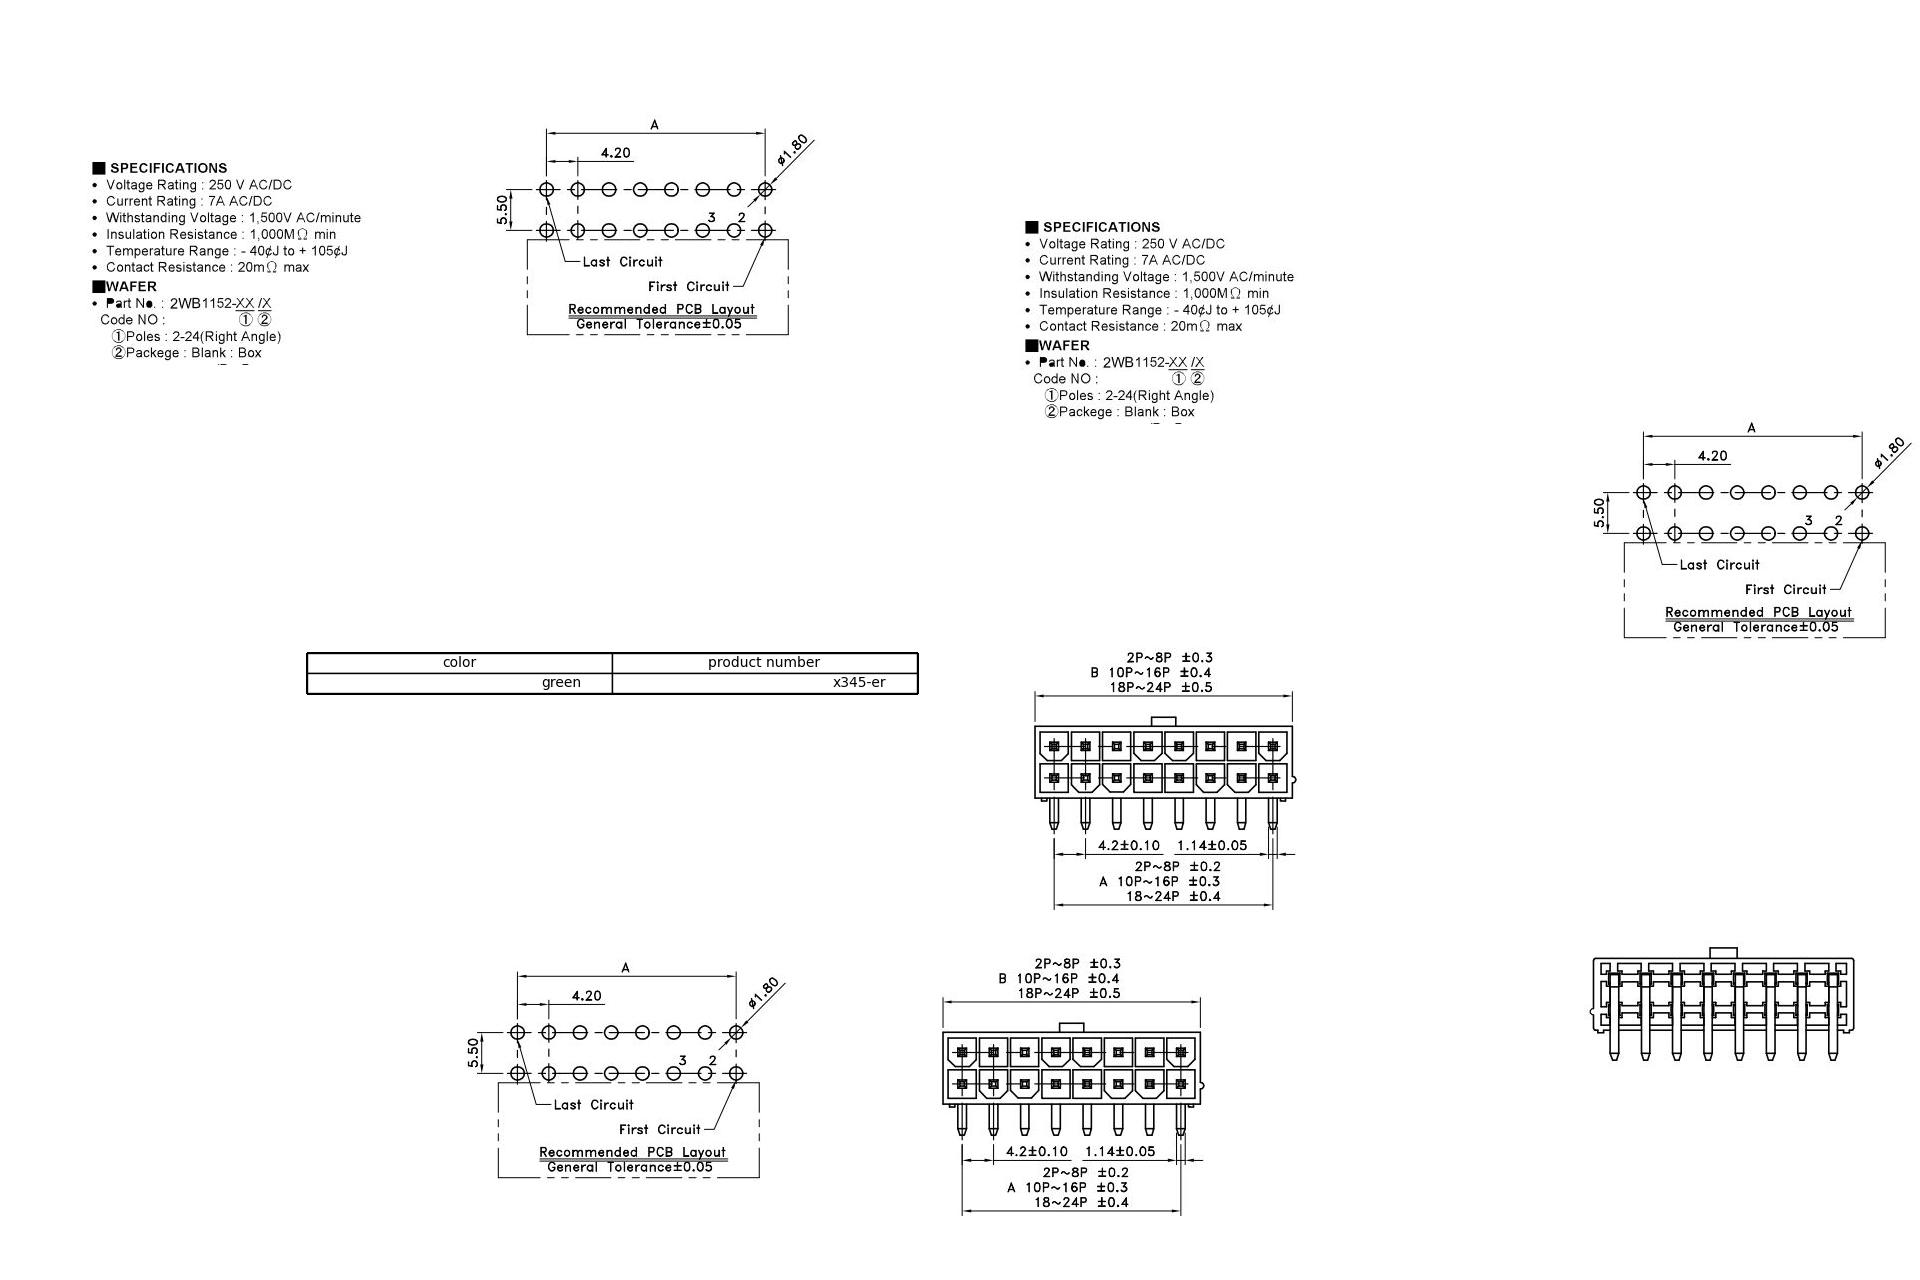 ■ SPECIFICATIONS
• Voltage Rating : 250 V AC/DC
• Current Rating : 7A AC/DC
• Withstanding Voltage : 1,500V AC/minute
• Insulation Resistance : 1,000MΩ min
• Temperature Range : - 40¢J to + 105¢J
• Contact Resistance : 20mΩ max
■WAFER
• Part No. : 2WB1152-XX /X
Code NO : ① ②
①Poles : 2-24(Right Angle)
②Packege : Blank : Box
A
4.20
ø1.80
5.50
3 2
Last Circuit
First Circuit
Recommended PCB Layout
General Tolerance±0.05
■ SPECIFICATIONS
• Voltage Rating : 250 V AC/DC
• Current Rating : 7A AC/DC
• Withstanding Voltage : 1,500V AC/minute
• Insulation Resistance : 1,000MΩ min
• Temperature Range : - 40¢J to + 105¢J
• Contact Resistance : 20mΩ max
■WAFER
• Part No. : 2WB1152-XX /X
Code NO : ① ②
①Poles : 2-24(Right Angle)
②Packege : Blank : Box
A
4.20
ø1.80
5.50
3 2
Last Circuit
First Circuit
Recommended PCB Layout
General Tolerance±0.05
color product number
green x345-er
2P~8P ±0.3
B 10P~16P ±0.4
18P~24P ±0.5
4.2±0.10 1.14±0.05
2P~8P ±0.2
A 10P~16P ±0.3
18~24P ±0.4
A
4.20
ø1.80
5.50
3 2
Last Circuit
First Circuit
Recommended PCB Layout
General Tolerance±0.05
2P~8P ±0.3
B 10P~16P ±0.4
18P~24P ±0.5
4.2±0.10 1.14±0.05
2P~8P ±0.2
A 10P~16P ±0.3
18~24P ±0.4